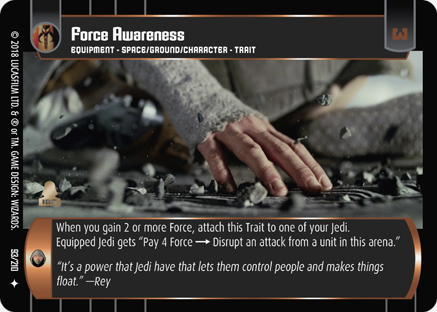 Force Awareness
EQUIPMENT - SPACE/GROUND/CHARACTER - TRAIT
When you gain 2 or more Force, attach this Trait to one of your Jedi.
Equipped Jedi gets "Pay 4 Force → Disrupt an attack from a unit in this arena."
"It's a power that Jedi have that lets them control people and makes things
float." —Rey
© 2018 LUCASFILM LTD. & ® or TM. GAME DESIGN: WIZARDS.
93/210